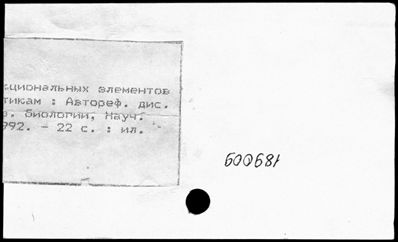 циональных элементов
тикам : Автореф. дис.
биологии, Науч.
992. - 22 с. : ил.
600681